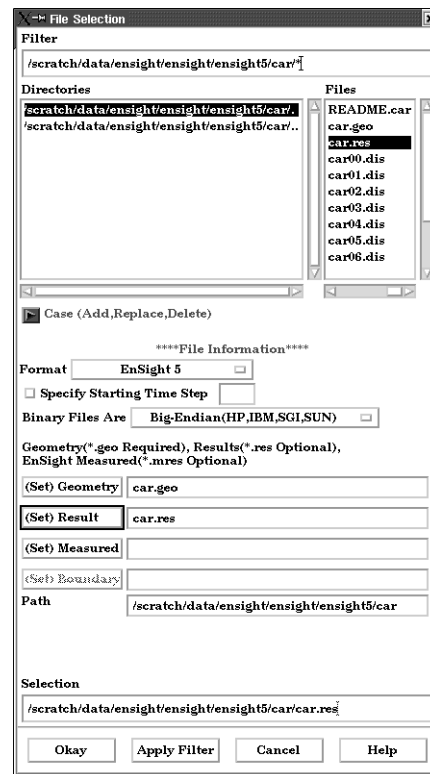 File Selection
Filter
/scratch/data/ensight/ensight/ensight5/car/*
Directories
/scratch/data/ensight/ensight/ensight5/car/.
/scratch/data/ensight/ensight/ensight5/car/..
Files
README.car
car.geo
car.res
car00.dis
car01.dis
car02.dis
car03.dis
car04.dis
car05.dis
car06.dis
Case (Add,Replace,Delete)
****File Information****
Format EnSight 5
Specify Starting Time Step
Binary Files Are Big-Endian(HP,IBM,SGI,SUN)
Geometry(*.geo Required), Results(*.res Optional),
EnSight Measured(*.mres Optional)
(Set) Geometry car.geo
(Set) Result car.res
(Set) Measured
(Set) Boundary
Path /scratch/data/ensight/ensight/ensight5/car
Selection
/scratch/data/ensight/ensight/ensight5/car/car.res
Okay Apply Filter Cancel Help